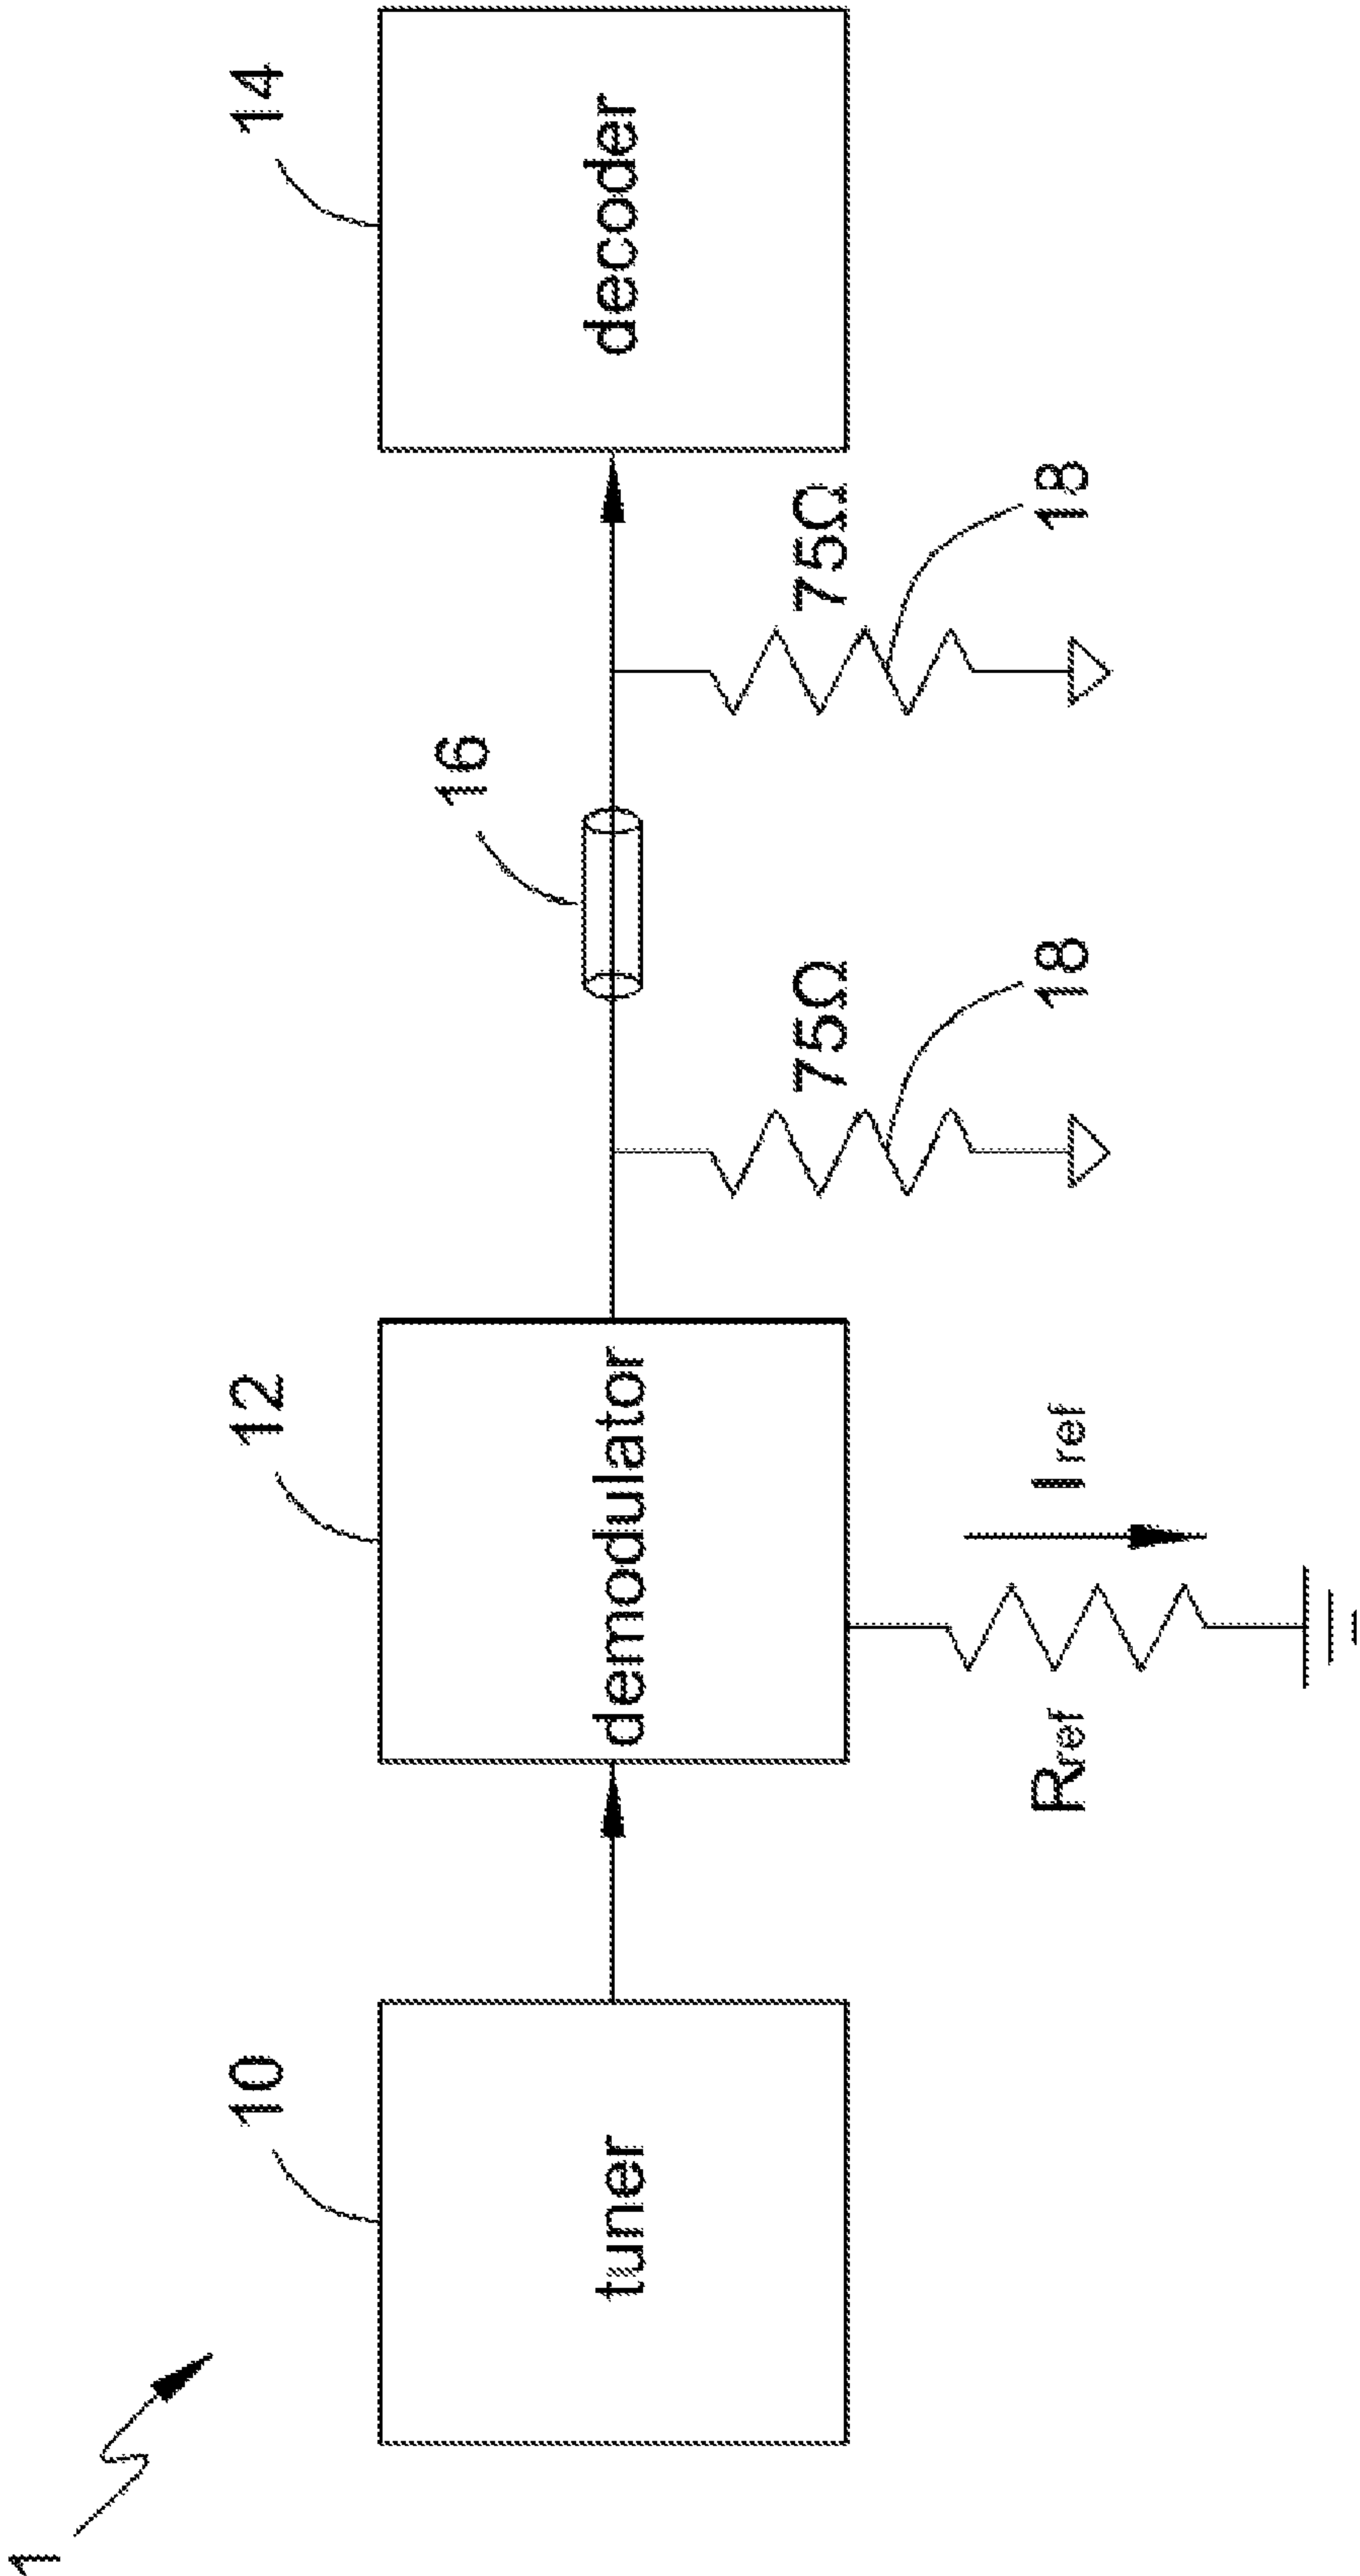 1
10
12
14
tuner
demodulator
decoder
16
75Ω
75Ω
18
18
Rref
Iref